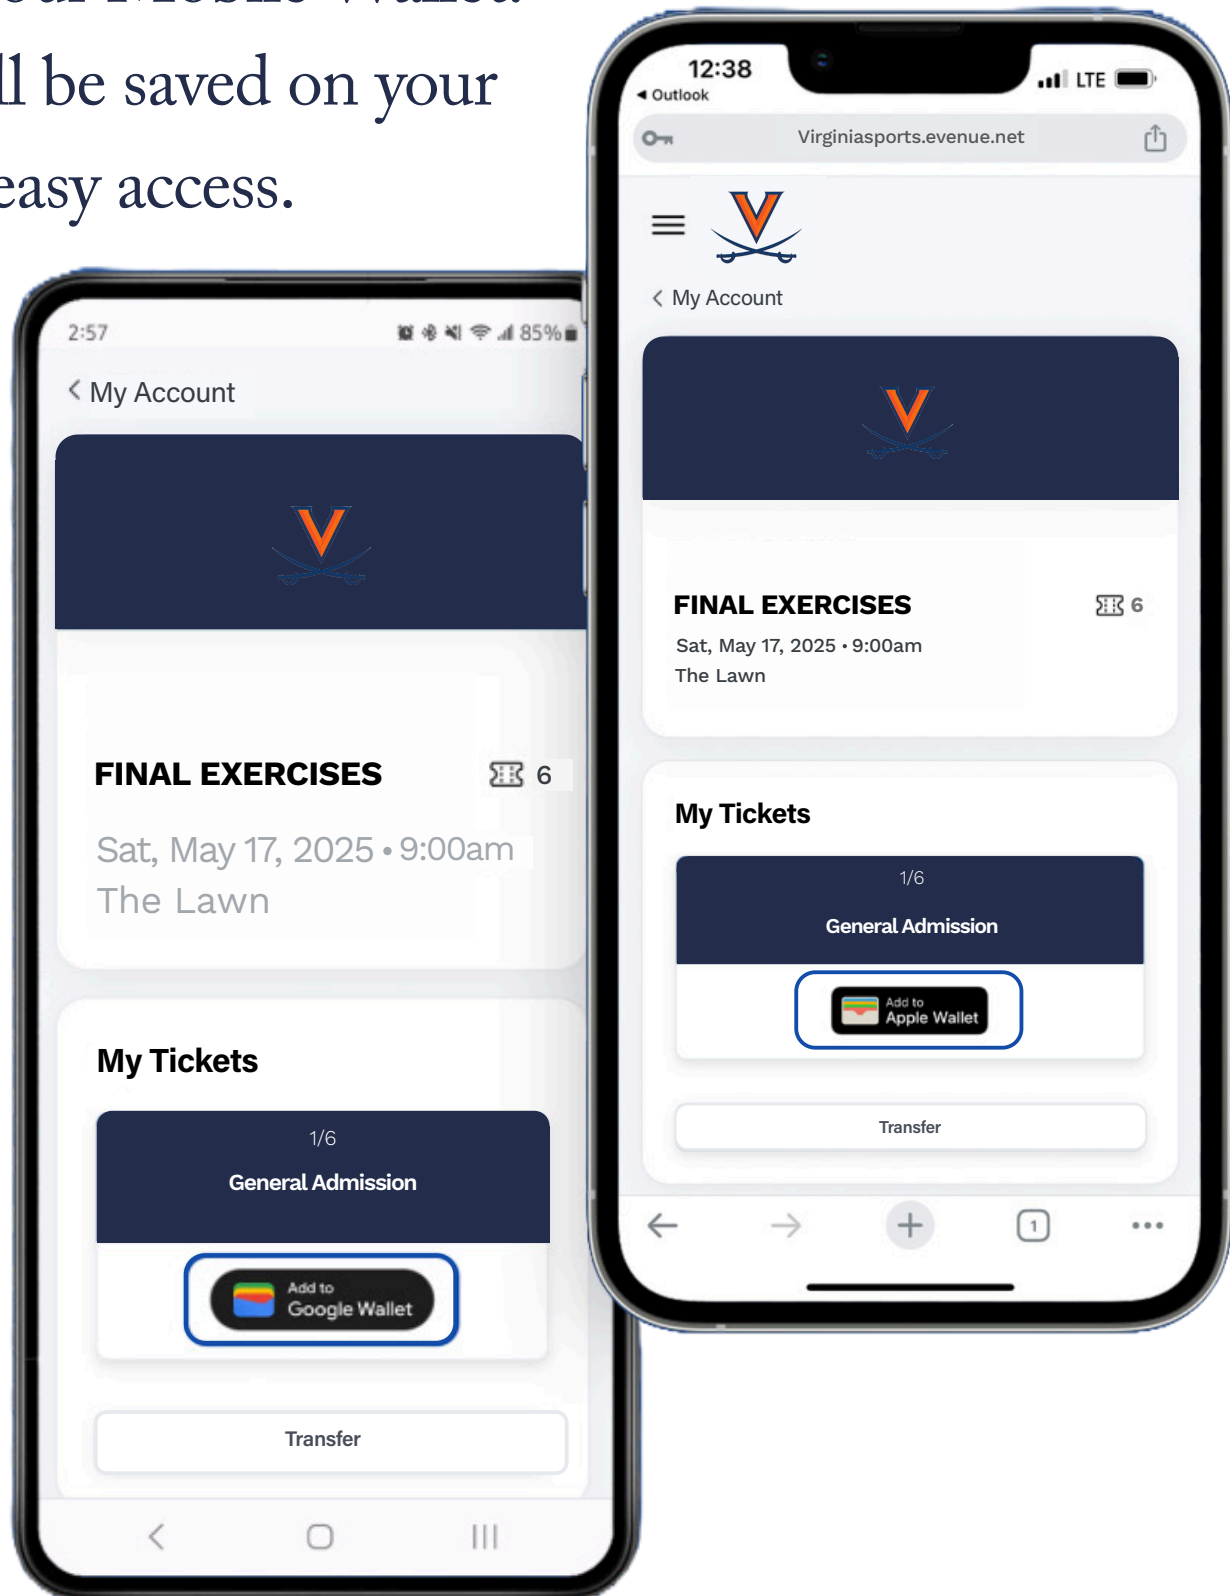 our Mobile Wallet.
ll be saved on your
easy access.
2:57
85%
My Account
FINAL EXERCISES
6
Sat, May 17, 2025 • 9:00am
The Lawn
My Tickets
1/6
General Admission
Add to
Google Wallet
Transfer
12:38
LTE
◄ Outlook
Virginiasports.evenue.net
My Account
FINAL EXERCISES
6
Sat, May 17, 2025 • 9:00am
The Lawn
My Tickets
1/6
General Admission
Add to
Apple Wallet
Transfer
1